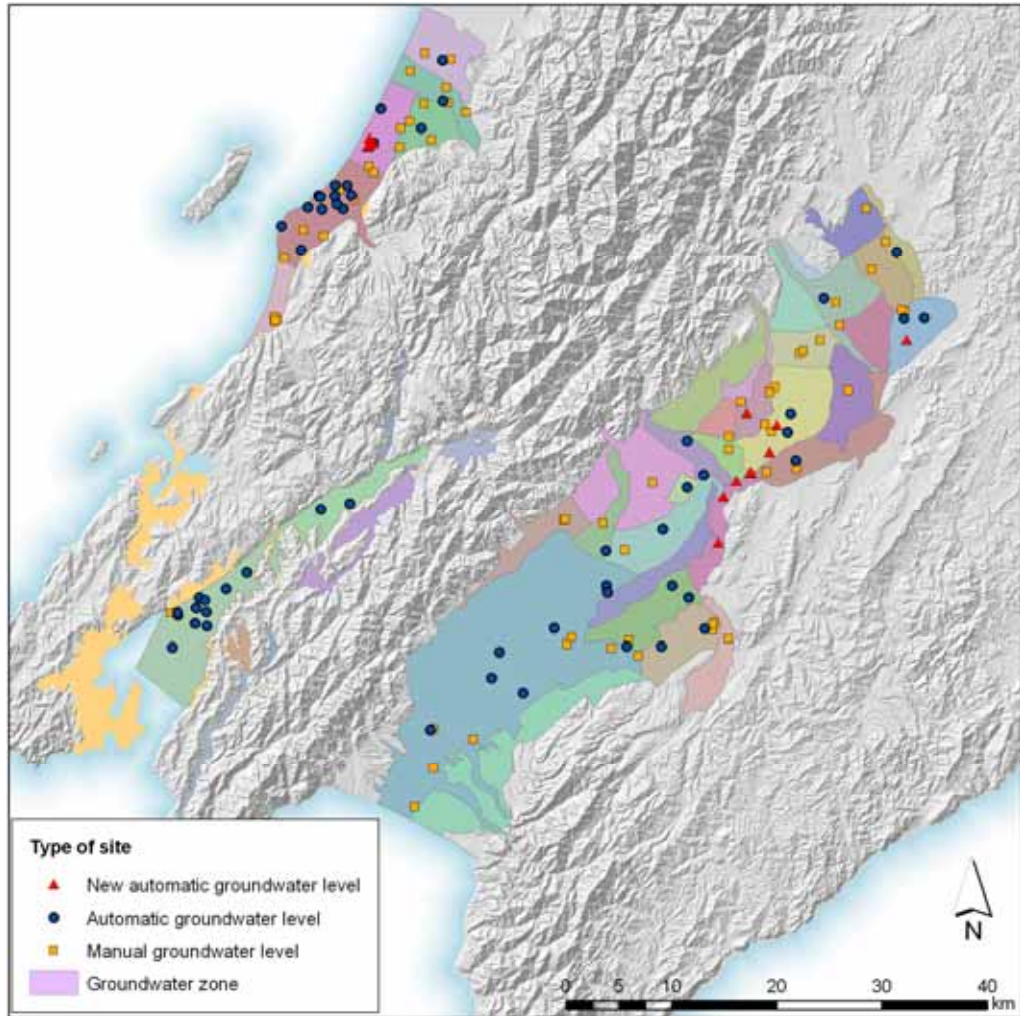 Type of site
New automatic groundwater level
Automatic groundwater level
Manual groundwater level
Groundwater zone
N
0 5 10 20 30 40
km